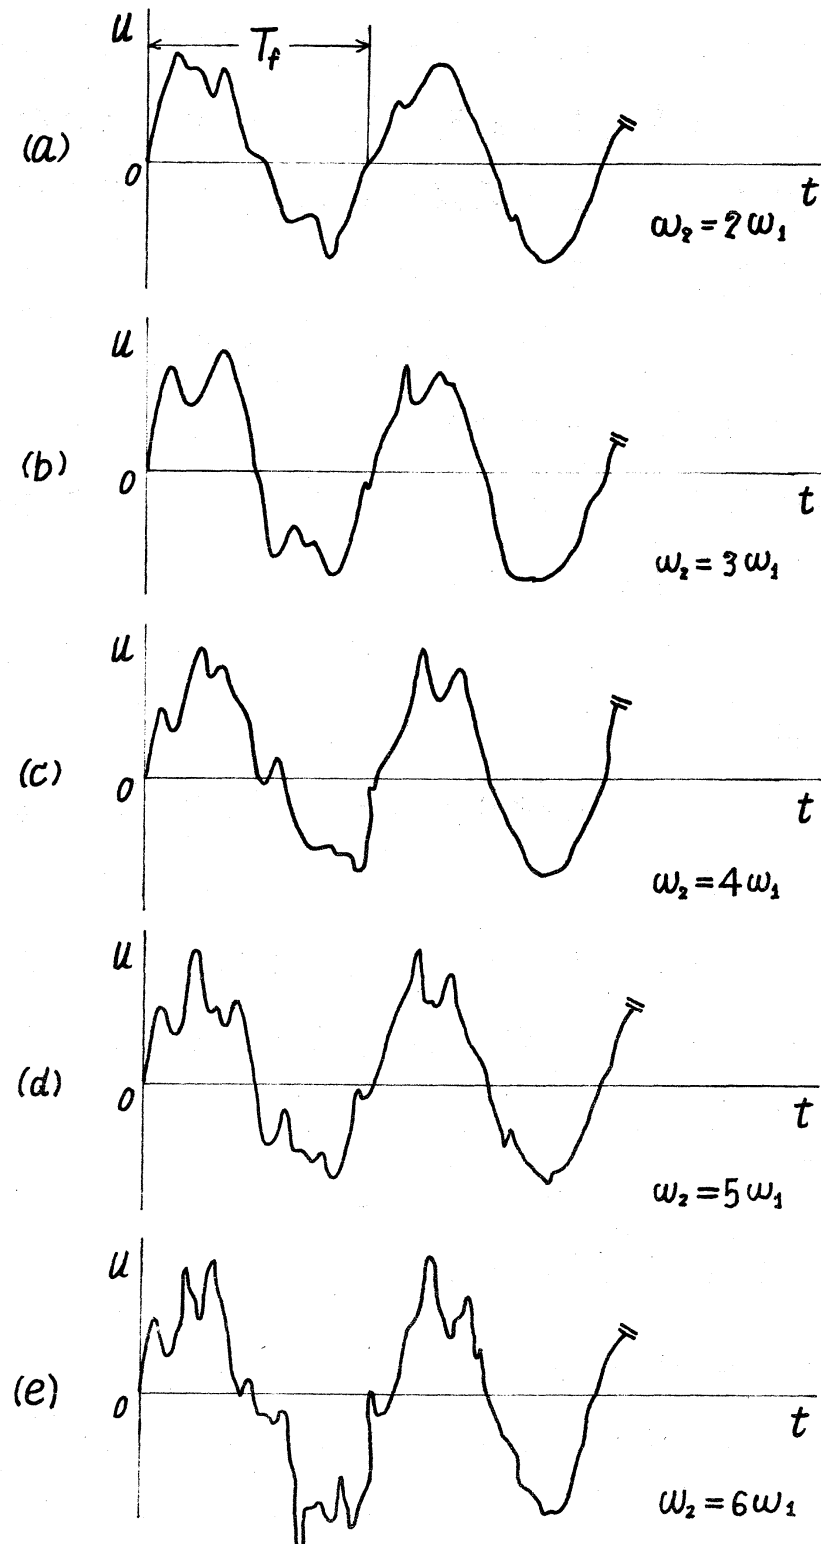 u
T_f
(a)
0
t
ω₂ = 2ω₁
u
(b)
0
t
ω₂ = 3ω₁
u
(c)
0
t
ω₂ = 4ω₁
u
(d)
0
t
ω₂ = 5ω₁
u
(e)
0
t
ω₂ = 6ω₁